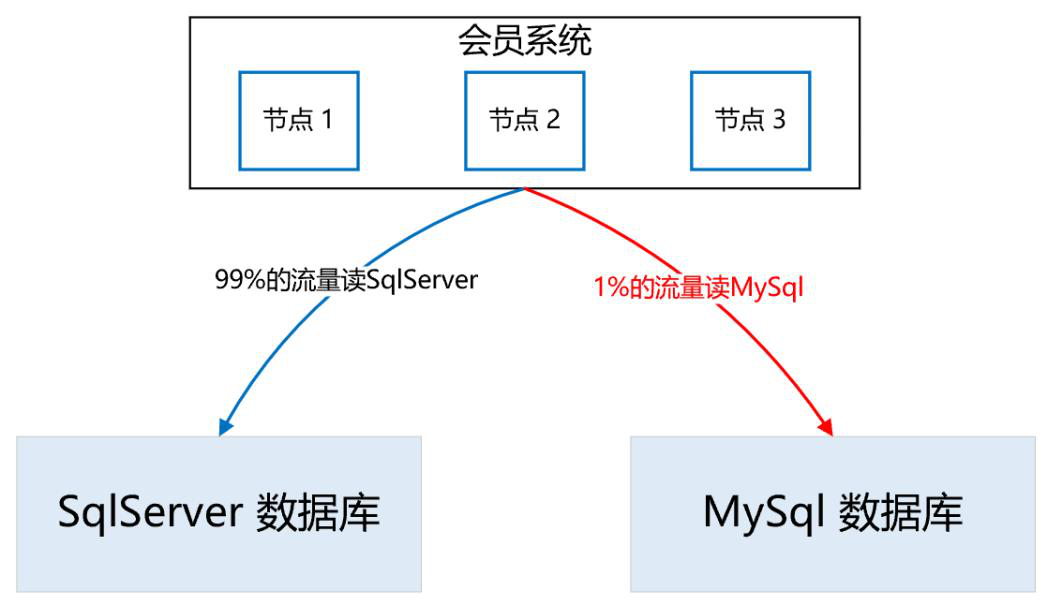 会员系统
节点 1
节点 2
节点 3
99%的流量读SqlServer
1%的流量读MySql
SqlServer 数据库
MySql 数据库